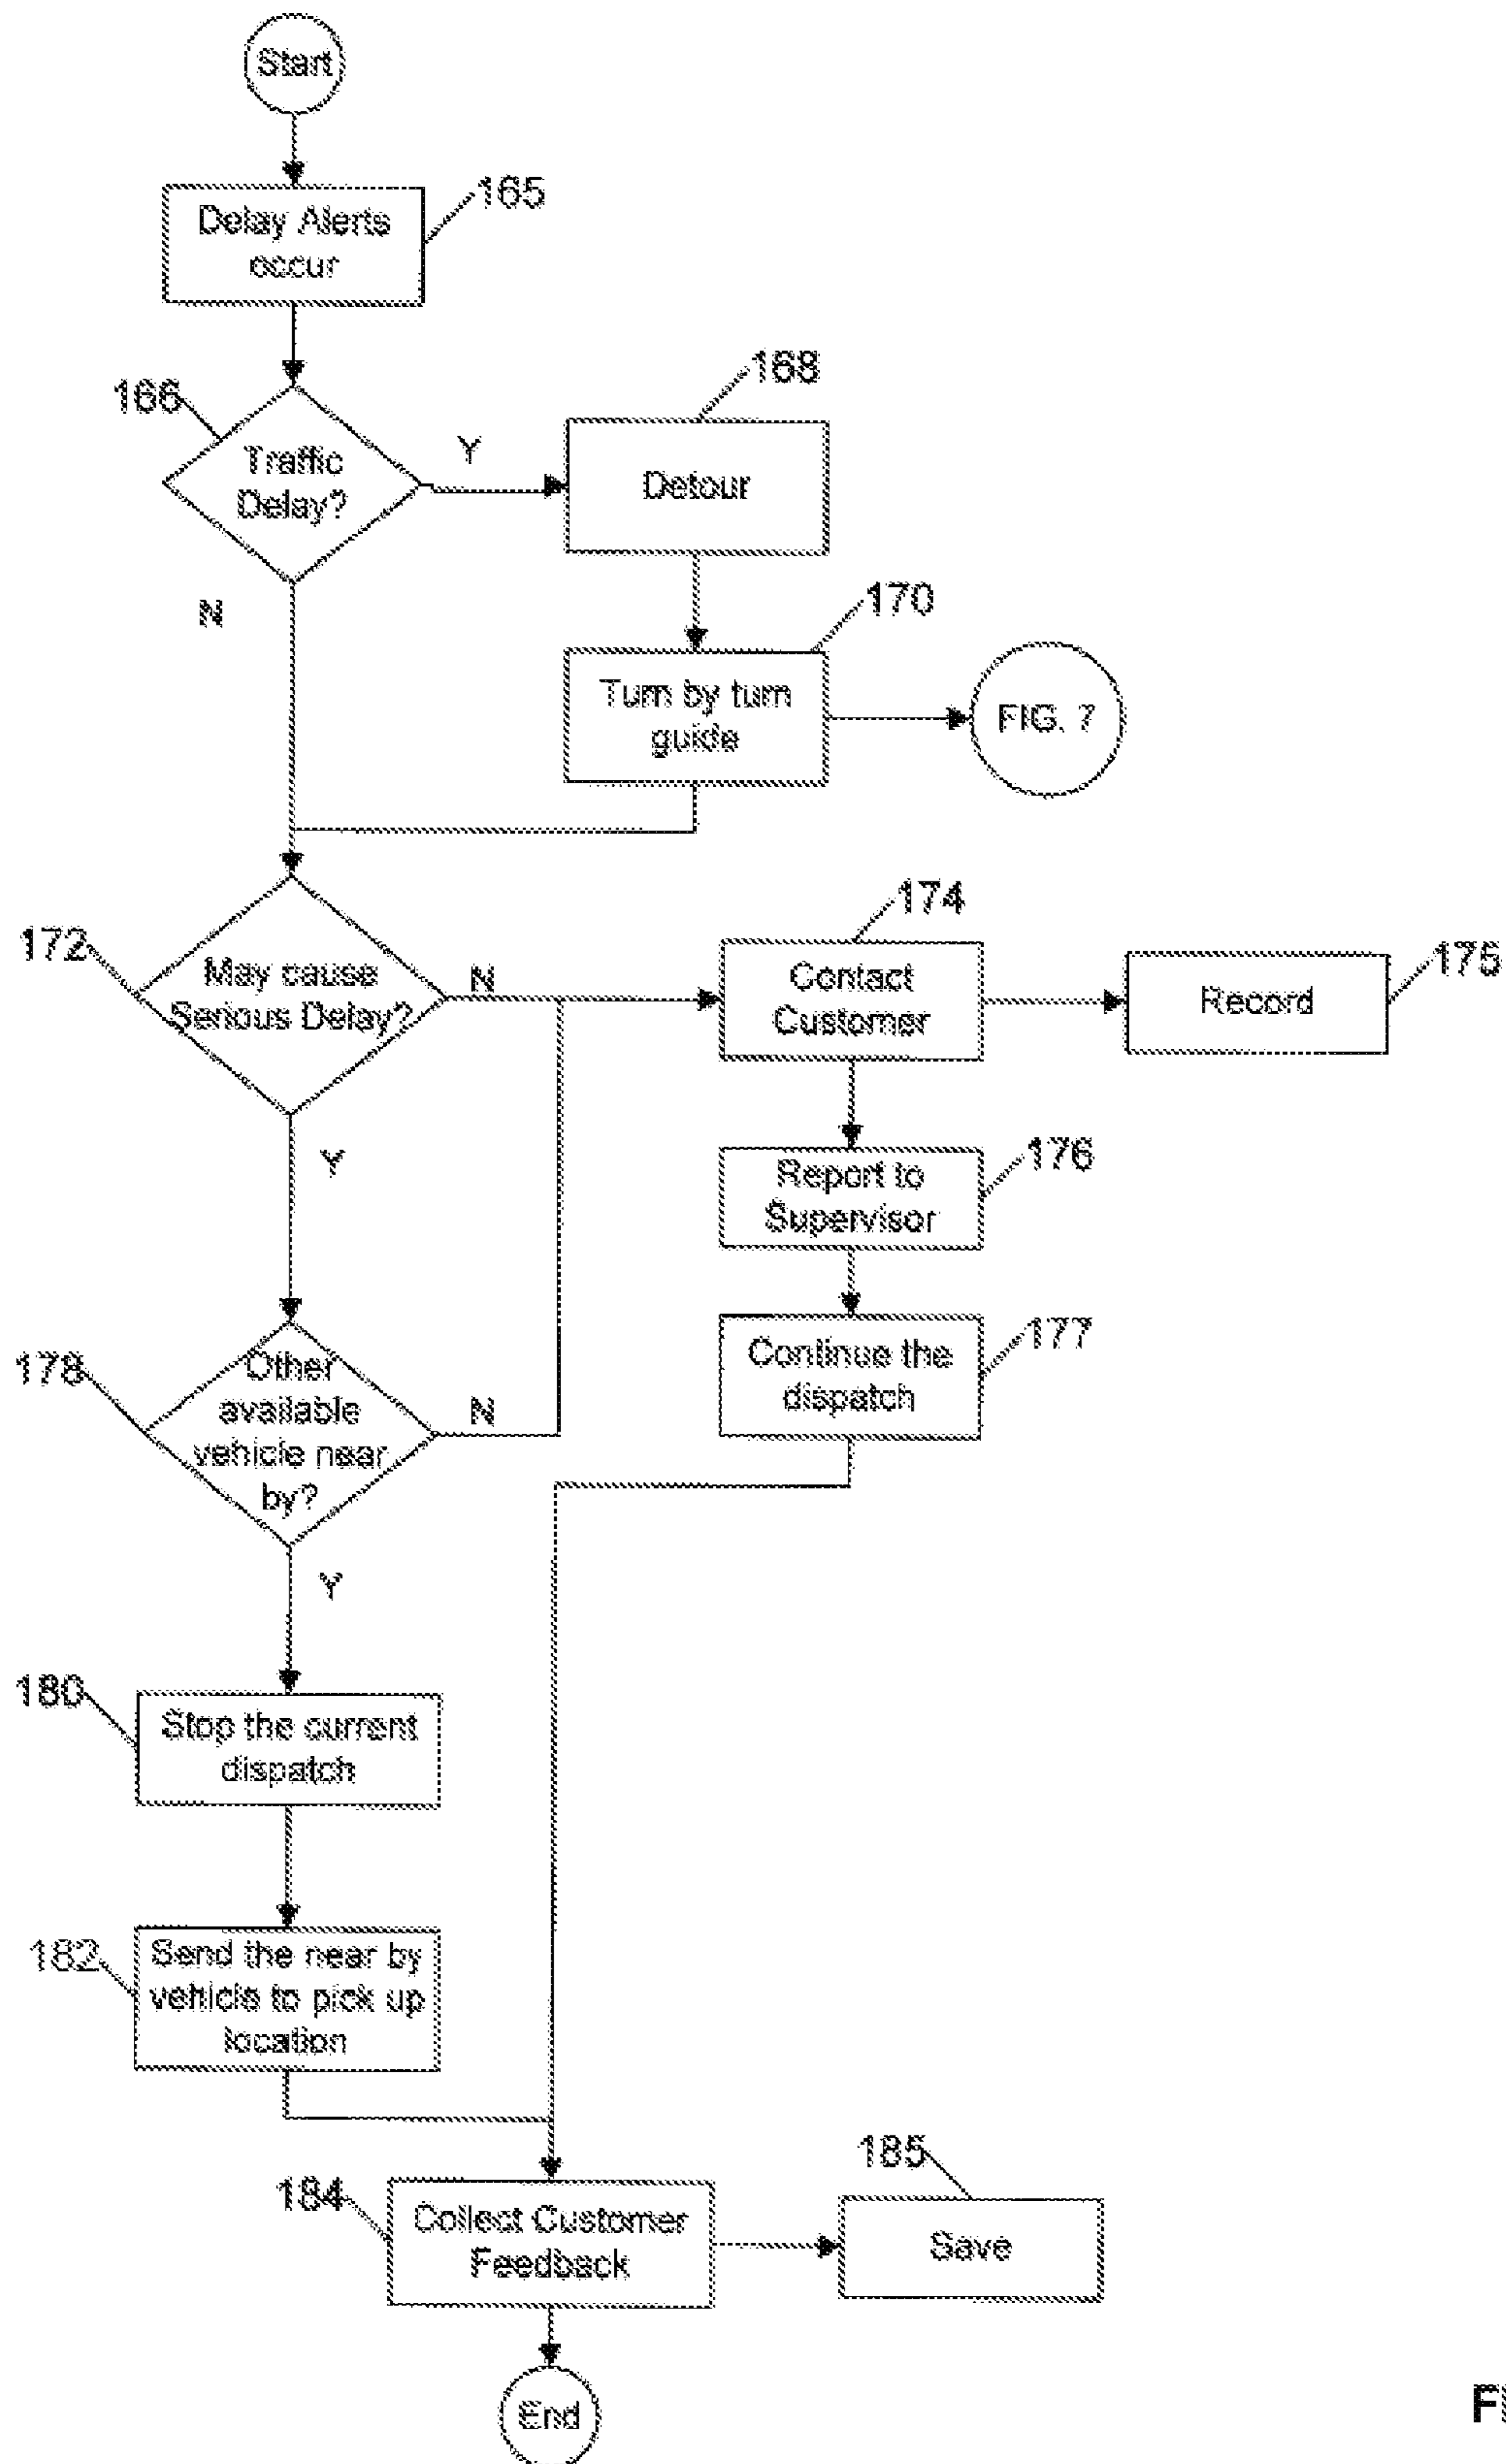 Start
165
Delay Alerts
occur
166
Traffic
Delay?
Y
N
168
Detour
170
Turn by turn
guide
FIG. 7
172
May cause
Serious Delay?
N
Y
174
Contact
Customer
175
Record
176
Report to
Supervisor
177
Continue the
dispatch
178
Other
available
vehicle near
by?
N
Y
180
Stop the current
dispatch
182
Send the near by
vehicle to pick up
location
184
Collect Customer
Feedback
185
Save
End